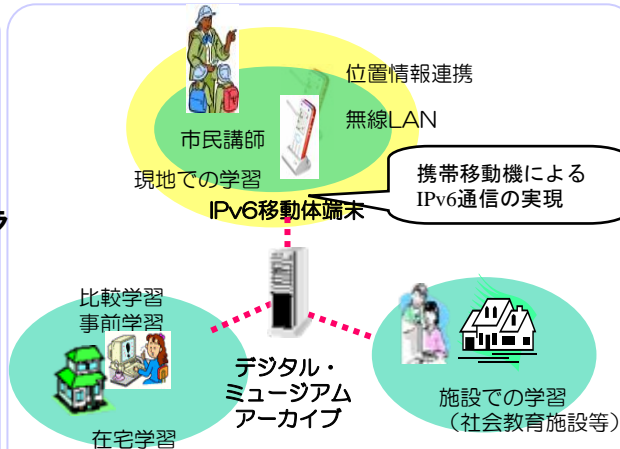 位置情報連携
無線LAN
市民講師
現地での学習
IPv6移動体端末
携帯移動機による
IPv6通信の実現
ラ
比較学習
事前学習
在宅学習
デジタル・
ミュージアム
アーカイブ
施設での学習
（社会教育施設等）